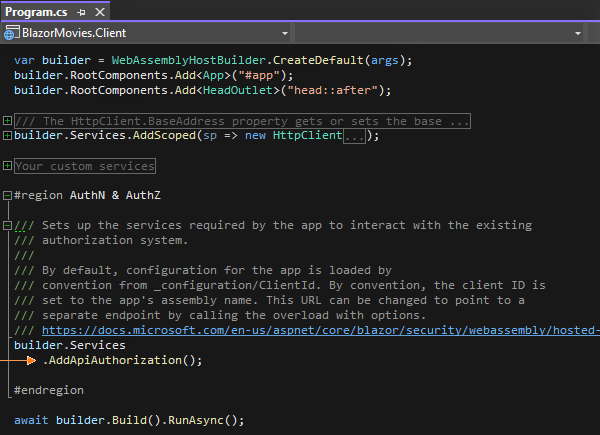 Program.cs
BlazorMovies.Client
var builder = WebAssemblyHostBuilder.CreateDefault(args);
builder.RootComponents.Add<App>("#app");
builder.RootComponents.Add<HeadOutlet>("head::after");
/// The HttpClient.BaseAddress property gets or sets the base ...
builder.Services.AddScoped(sp => new HttpClient...);
Your custom services
#region AuthN & AuthZ
/// Sets up the services required by the app to interact with the existing
/// authorization system.
///
/// By default, configuration for the app is loaded by
/// convention from _configuration/ClientId. By convention, the client ID is
/// set to the app's assembly name. This URL can be changed to point to a
/// separate endpoint by calling the overload with options.
/// https://docs.microsoft.com/en-us/aspnet/core/blazor/security/webassembly/hosted-
builder.Services
.AddApiAuthorization();
#endregion
await builder.Build().RunAsync();